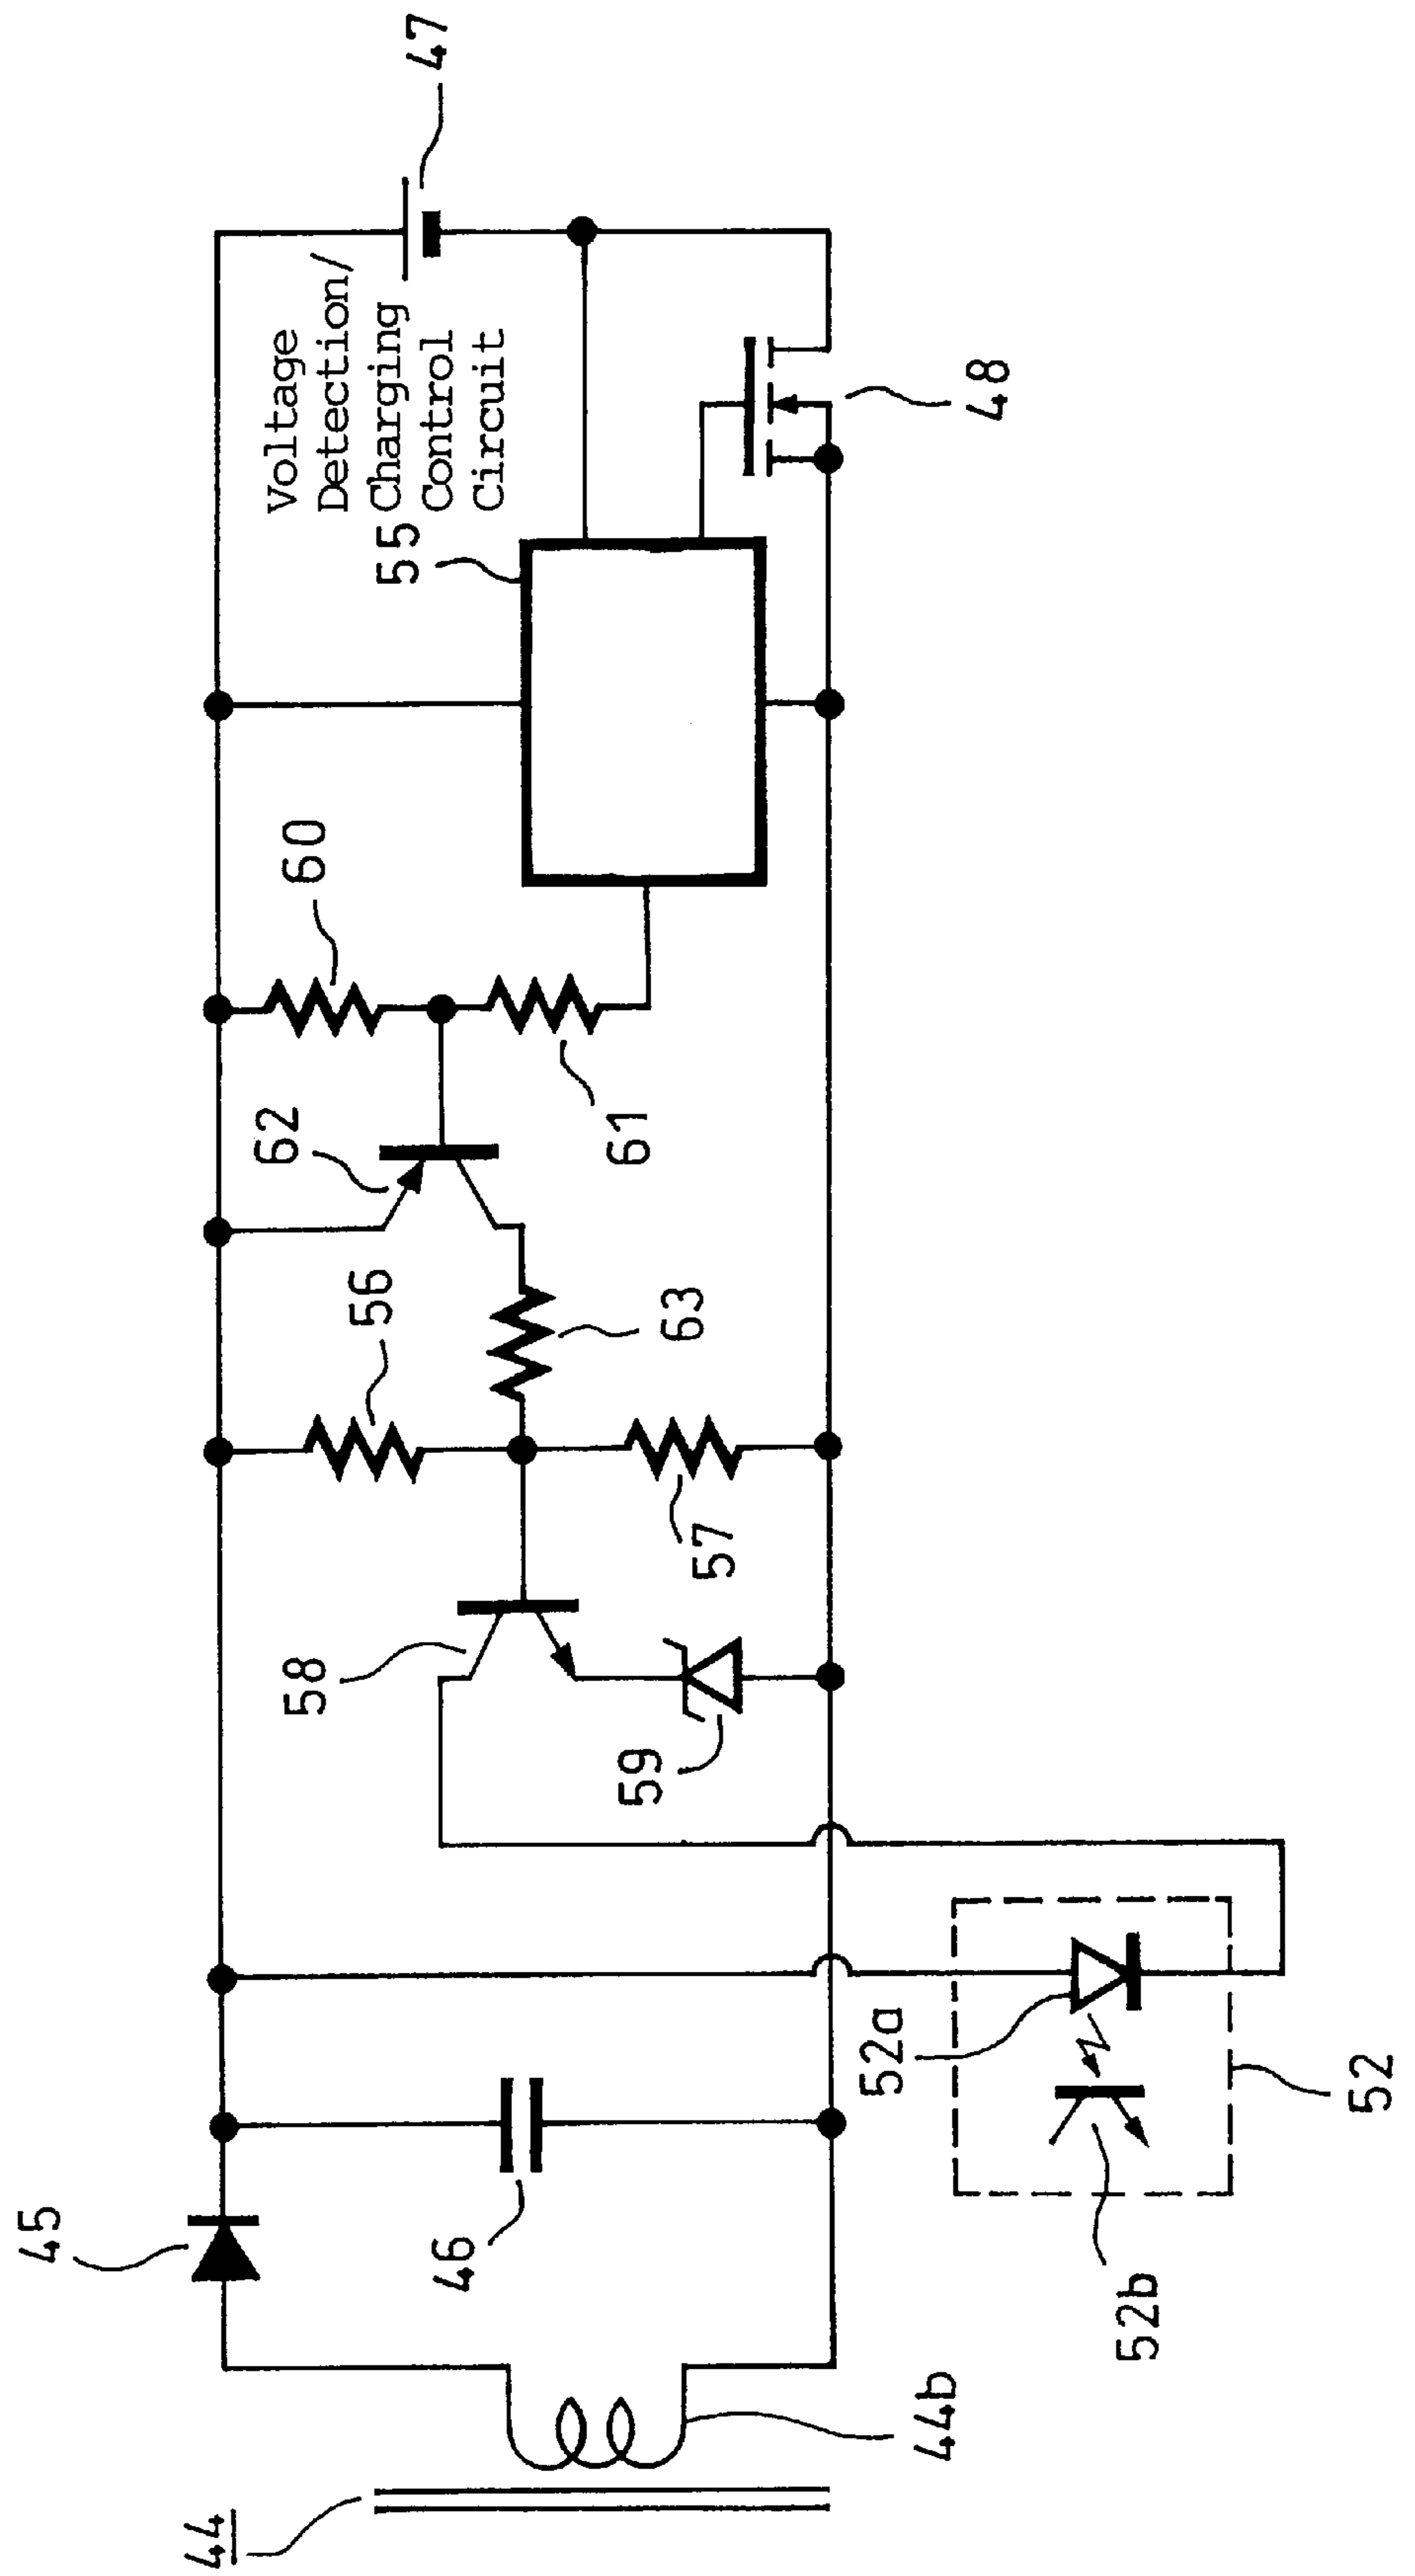 44
44b
45
46
52b
52a
52
58
59
56
57
63
62
60
61
55
Voltage
Detection/
Charging
Control
Circuit
48
47